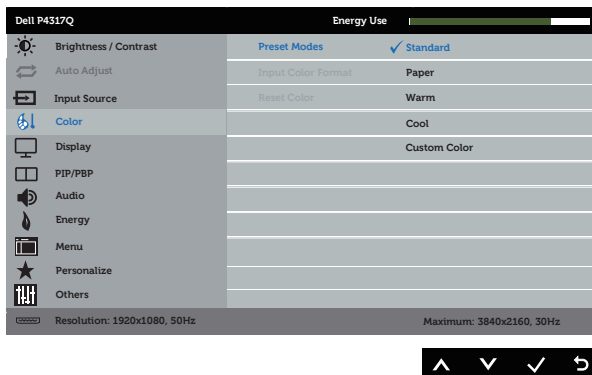 Dell P4317Q Energy Use
Brightness / Contrast Preset Modes Standard
Auto Adjust Input Color Format Paper
Input Source Reset Color Warm
Color Cool
Display Custom Color
PIP/PBP
Audio
Energy
Menu
Personalize
Others
Resolution: 1920x1080, 50Hz Maximum: 3840x2160, 30Hz